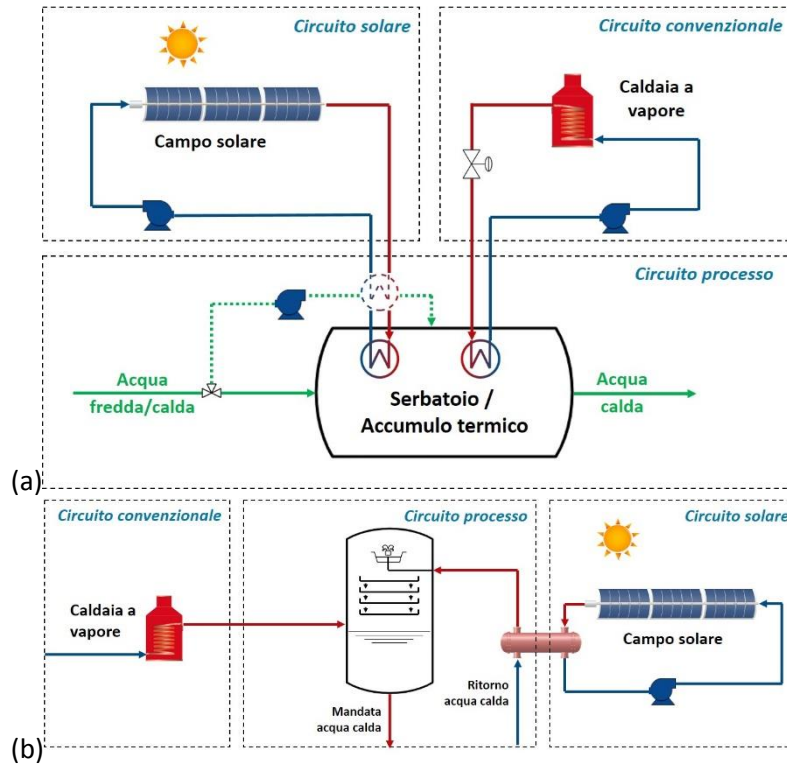 Circuito solare
Circuito convenzionale
Caldaia a
vapore
Campo solare
Circuito processo
Acqua
fredda/calda
Serbatoio /
Accumulo termico
Acqua
calda
(a)
Circuito convenzionale
Circuito processo
Circuito solare
Caldaia a
vapore
Campo solare
Mandata
acqua calda
Ritorno
acqua calda
(b)